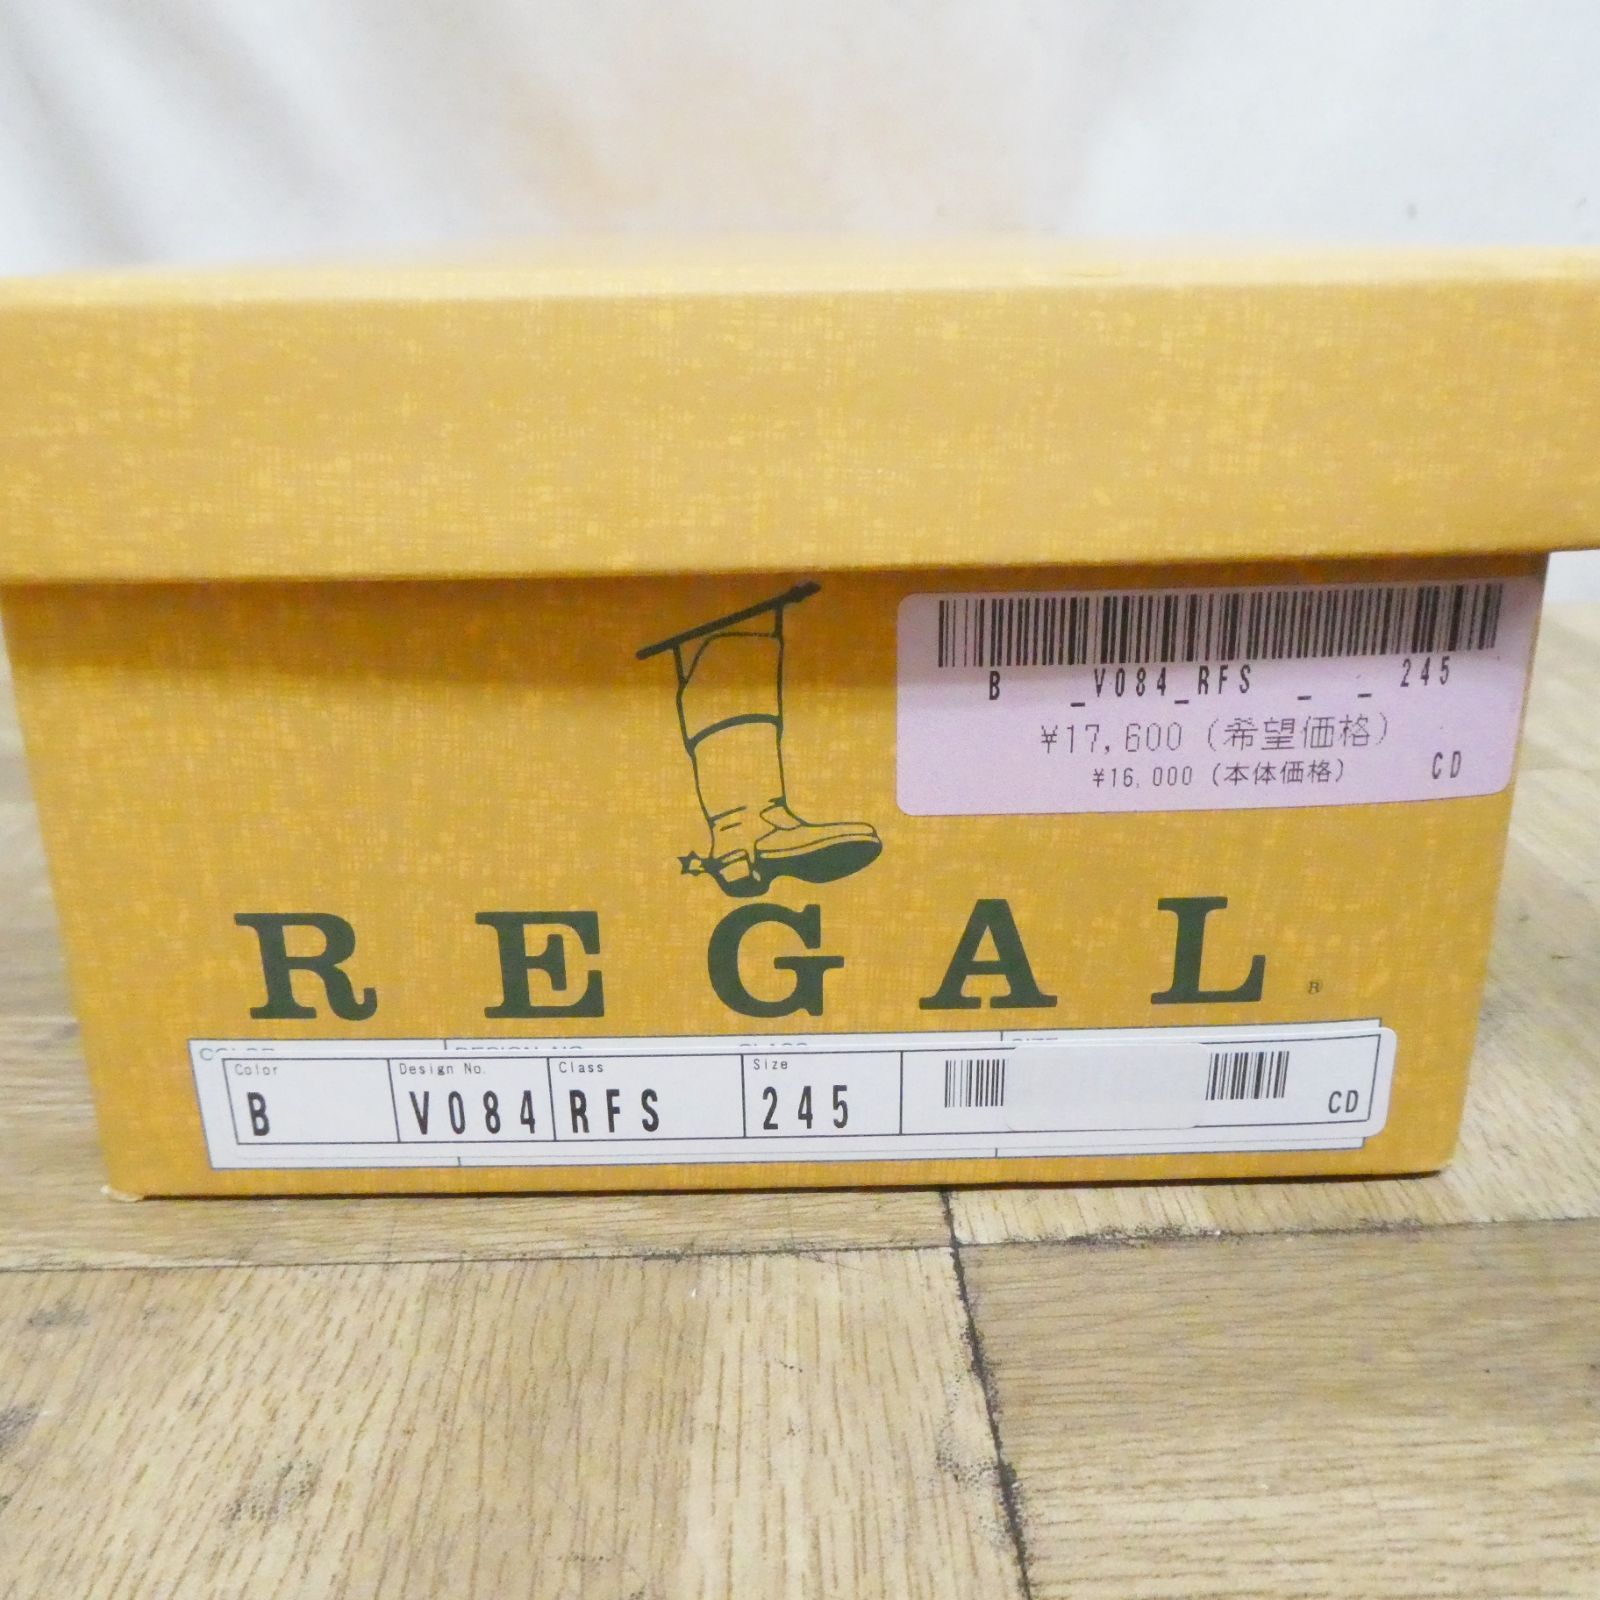 B _V084_RFS _ _ 245
¥17,600 (希望価格)
¥16,000 (本体価格) CD
REGAL®
Color Design No. Class Size
B V084 RFS 245 CD